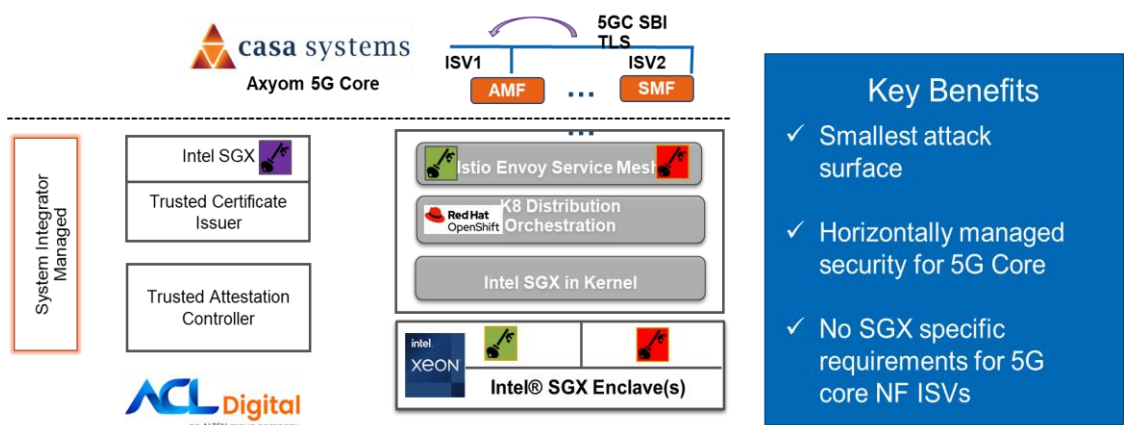 casa systems
Axyom 5G Core
5GC SBI
TLS
ISV1
ISV2
AMF
...
SMF
System Integrator
Managed
Intel SGX
Trusted Certificate
Issuer
Trusted Attestation
Controller
ACL Digital
...
Istio Envoy Service Mesh
Red Hat
OpenShift
K8 Distribution
Orchestration
Intel SGX in Kernel
intel
XEON
Intel® SGX Enclave(s)
Key Benefits
✓ Smallest attack
surface
✓ Horizontally managed
security for 5G Core
✓ No SGX specific
requirements for 5G
core NF ISVs